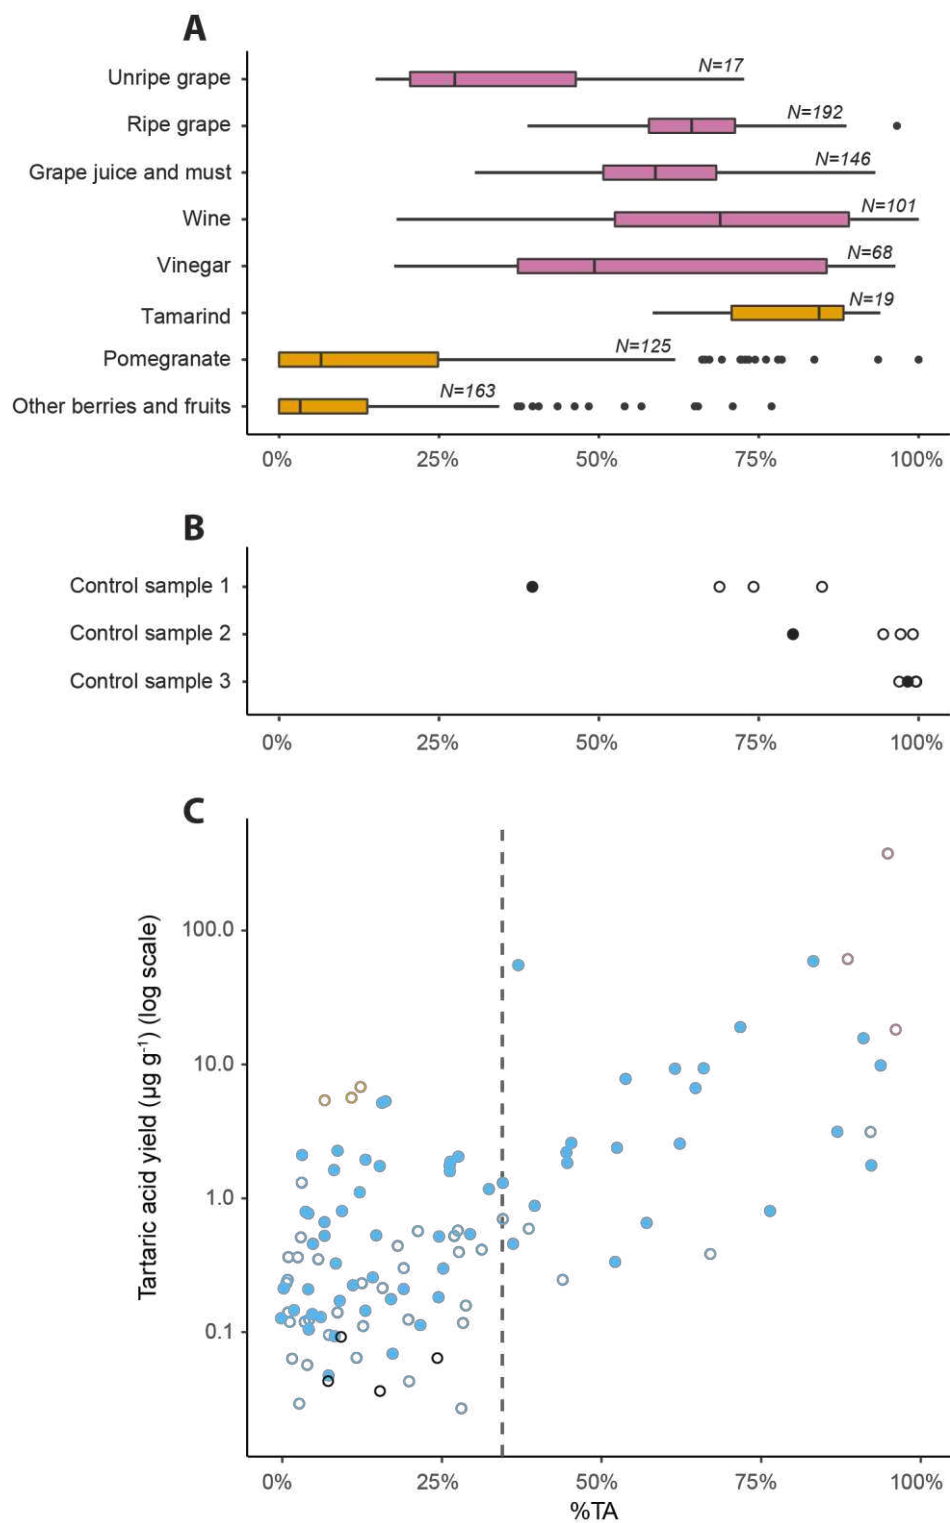 A
Unripe grape
N=17
Ripe grape
N=192
Grape juice and must
N=146
Wine
N=101
Vinegar
N=68
Tamarind
N=19
Pomegranate
N=125
Other berries and fruits
N=163
0% 25% 50% 75% 100%
B
Control sample 1
Control sample 2
Control sample 3
0% 25% 50% 75% 100%
C
Tartaric acid yield (µg g⁻¹) (log scale)
100.0
10.0
1.0
0.1
0% 25% 50% 75% 100%
%TA